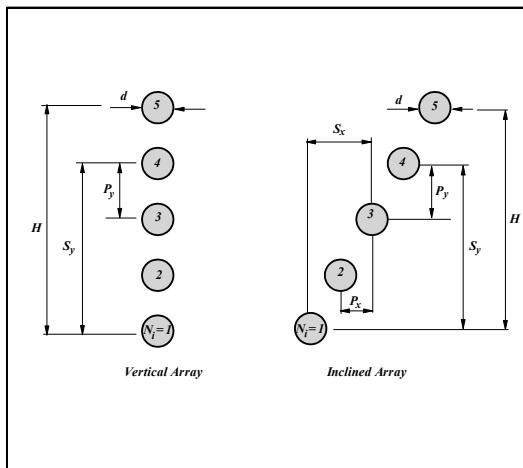 d
5
4
P_y
3
H
S_y
2
N_i = 1
Vertical Array
d
5
S_x
4
P_y
3
H
S_y
2
P_x
N_i = 1
Inclined Array